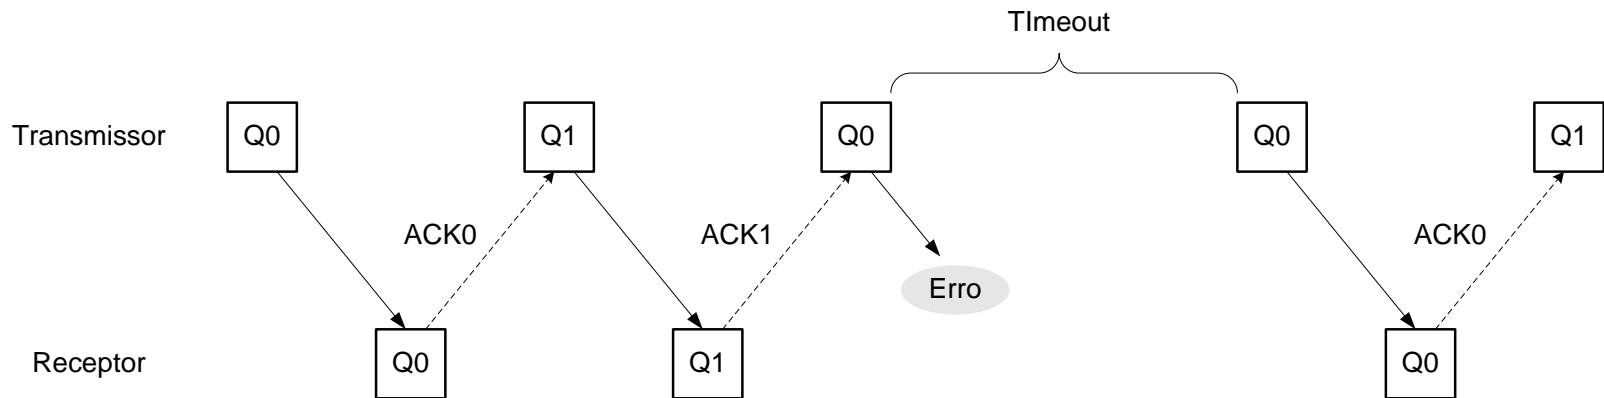 TImeout
Transmissor Q0 Q1 Q0 Q0 Q1
ACK0 ACK1 ACK0
Erro
Receptor Q0 Q1 Q0